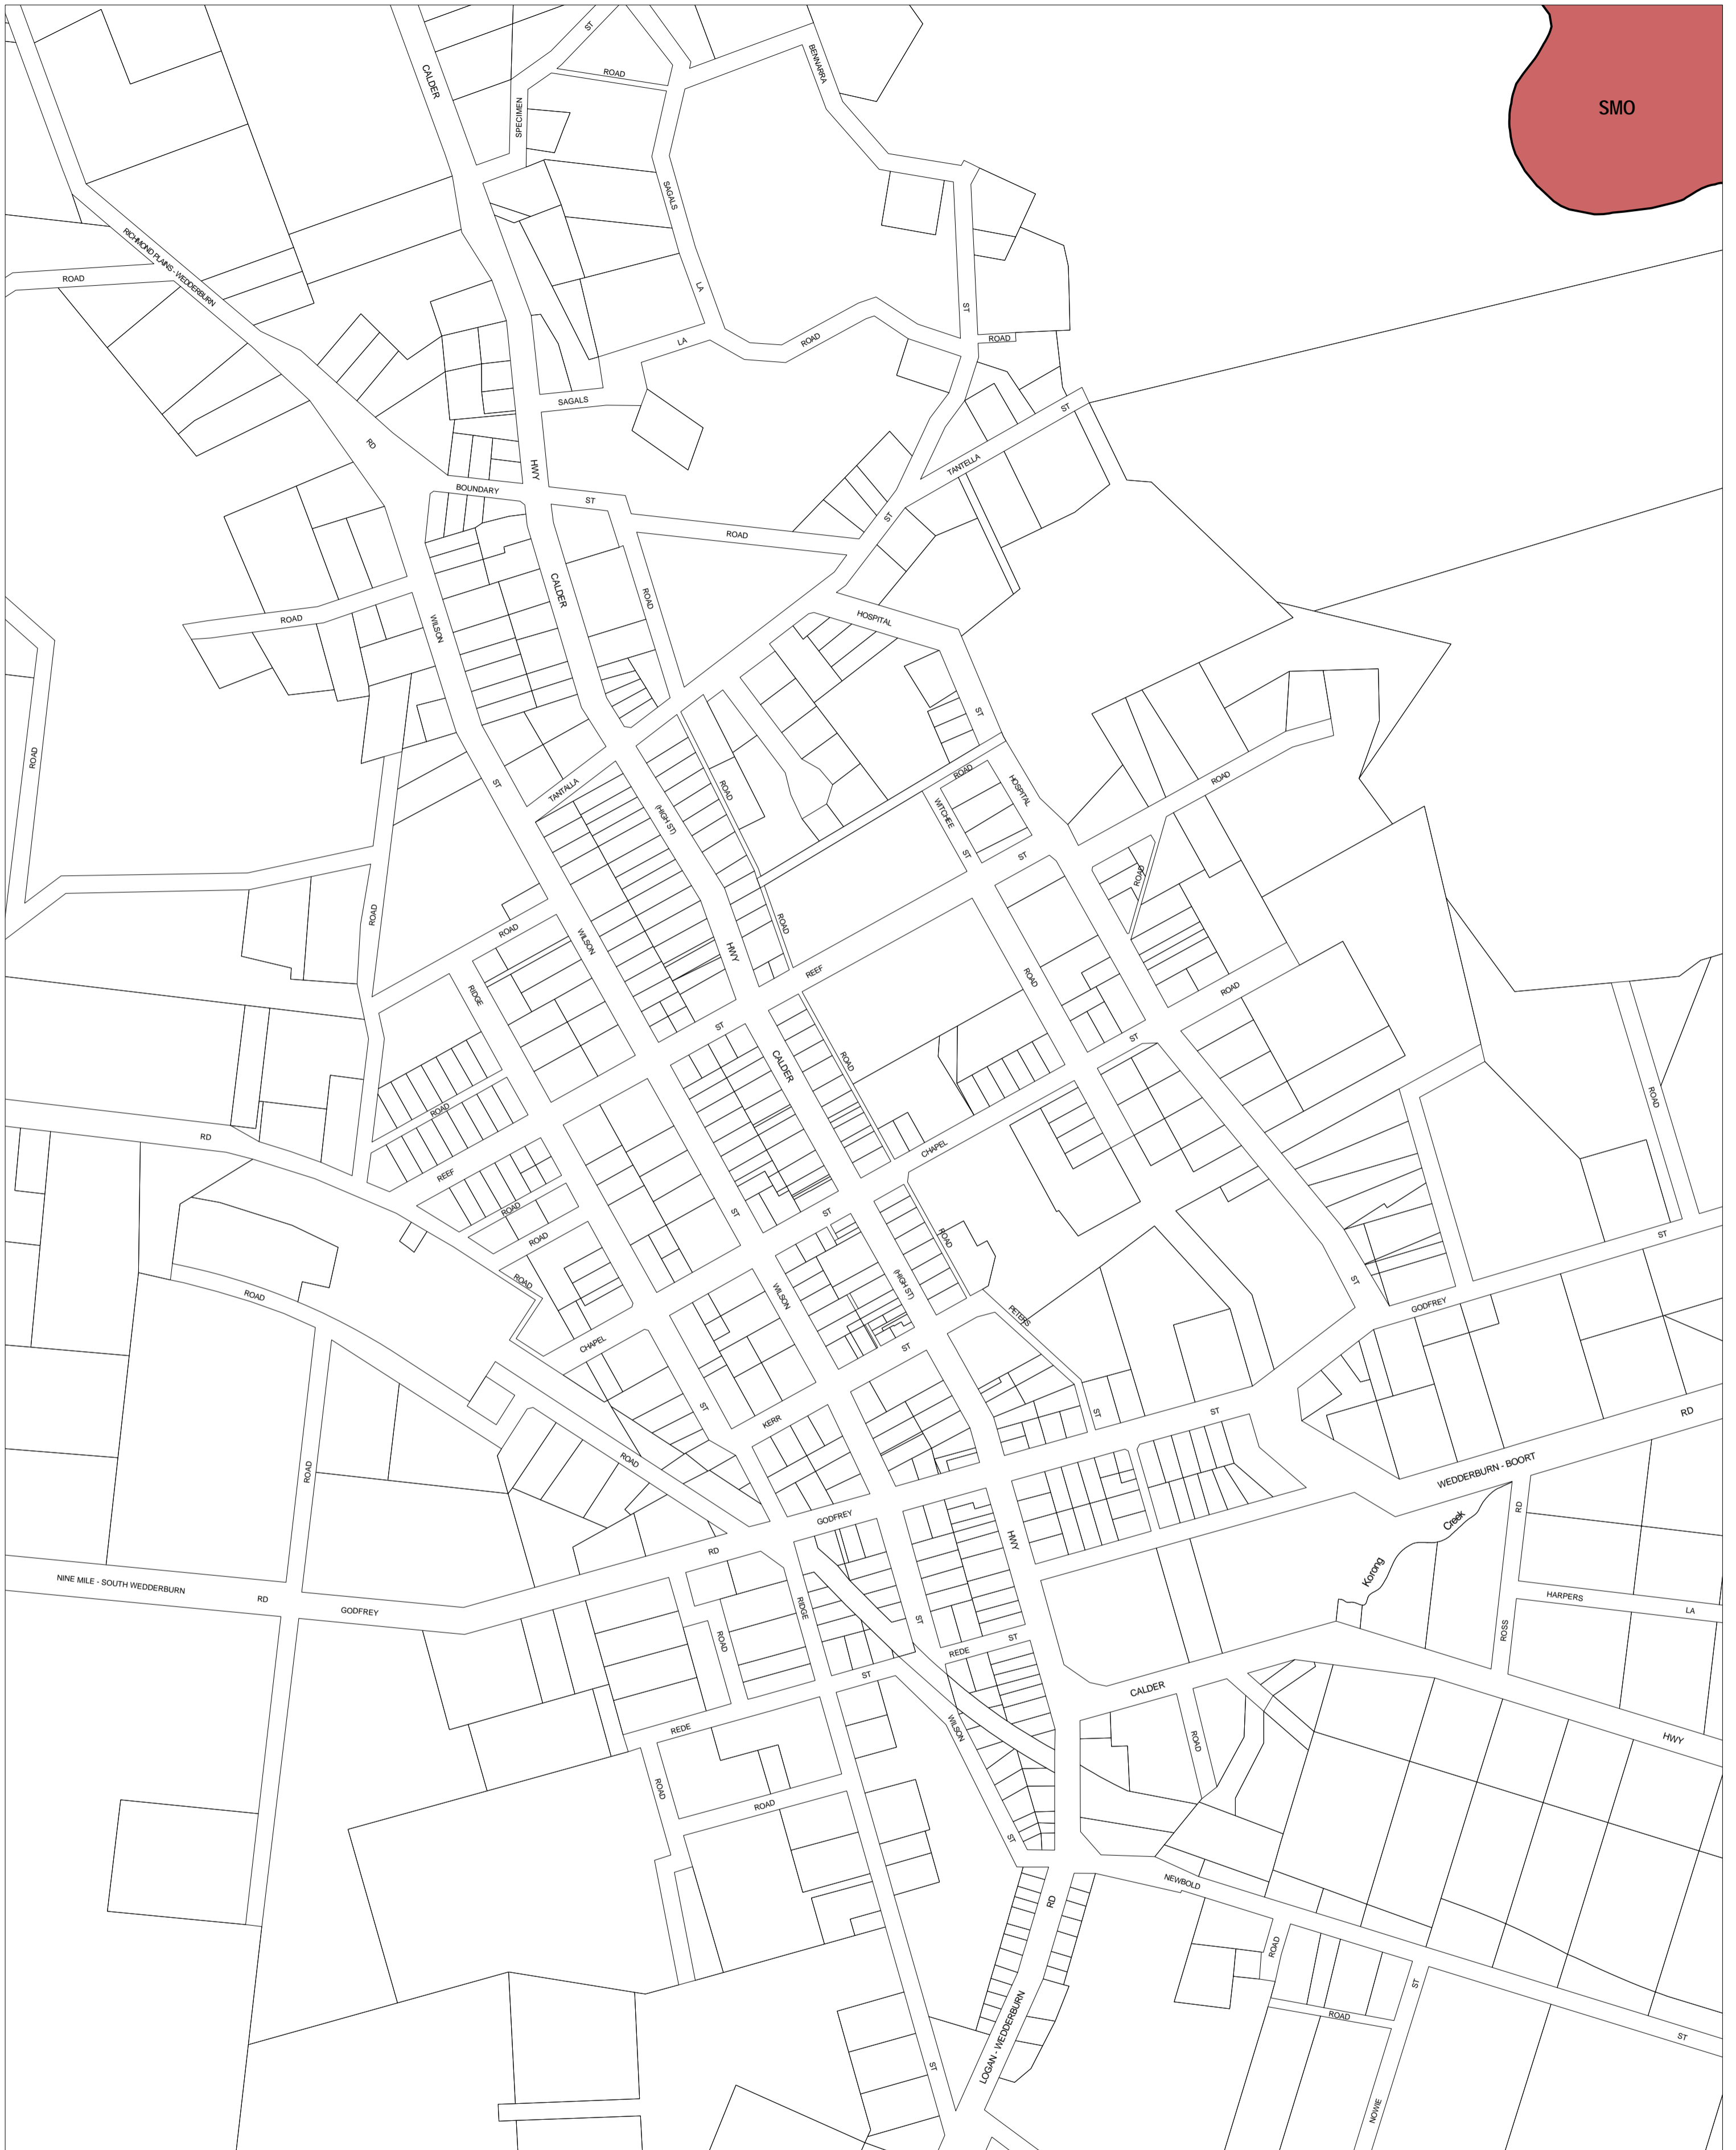 ST
BENNARRA
CALDER
ROAD
SMO
SPECIMEN
SAGALS
RICHMOND PLAINS - WEDDERBURN
ROAD
LA
ST
ROAD
LA
ROAD
SAGALS
ST
RD
TANTELLA
HWY
BOUNDARY
ST
ST
ROAD
CALDER
ROAD
HOSPITAL
ROAD
WILSON
ST
ROAD
ROAD
ROAD
ST
TANTALLA
ROAD
HOSPITAL
(HIGH ST)
WITCHEE
ST
ST
ROAD
ROAD
ROAD
ROAD
WILSON
HWY
REEF
ROAD
RIDGE
ROAD
ST
ST
ROAD
CALDER
ROAD
ROAD
RD
CHAPEL
REEF
ROAD
ST
ST
ROAD
ROAD
ST
ROAD
ST
(HIGH ST)
ROAD
WILSON
GODFREY
PETERS
CHAPEL
ST
ST
ST
ST
RD
KERR
ROAD
ROAD
WEDDERBURN - BOORT
RD
GODFREY
Creek
HWY
RD
Korong
NINE MILE - SOUTH WEDDERBURN
RD
HARPERS
RIDGE
GODFREY
LA
ST
ROSS
ROAD
ST
REDE
ST
CALDER
WILSON
REDE
ROAD
HWY
ROAD
ROAD
ST
NEWBOLD
RD
ROAD
ST
ROAD
LOGAN - WEDDERBURN
ST
ST
NOWIE